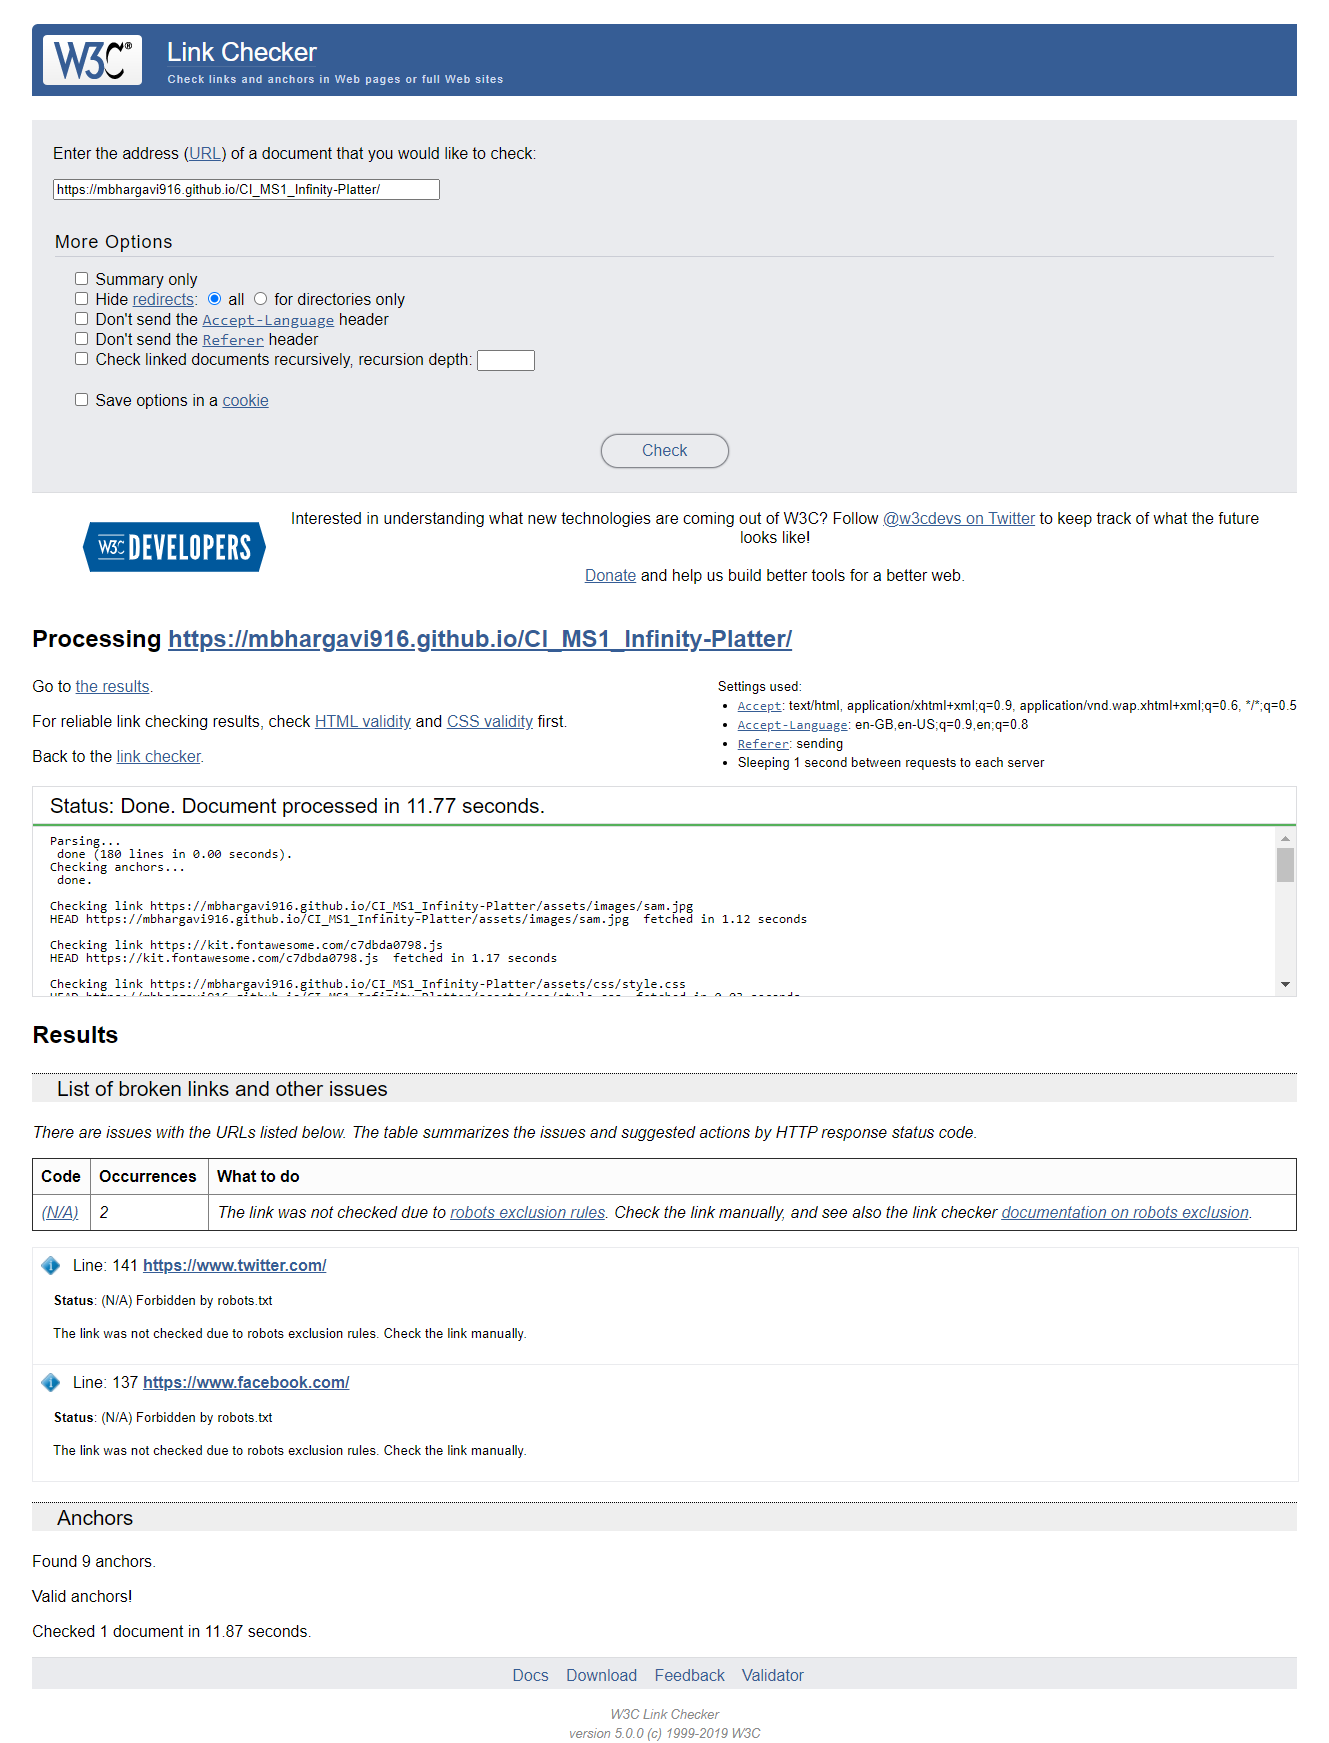 W3C®
Link Checker
Check links and anchors in Web pages or full Web sites
Enter the address (URL) of a document that you would like to check:
https://mbhargavi916.github.io/CI_MS1_Infinity-Platter/
More Options
Summary only
Hide redirects: all for directories only
Don't send the Accept-Language header
Don't send the Referer header
Check linked documents recursively, recursion depth:
Save options in a cookie
Check
W3C DEVELOPERS
Interested in understanding what new technologies are coming out of W3C? Follow @w3cdevs on Twitter to keep track of what the future
looks like!
Donate and help us build better tools for a better web.
Processing https://mbhargavi916.github.io/CI_MS1_Infinity-Platter/
Go to the results.
For reliable link checking results, check HTML validity and CSS validity first.
Back to the link checker.
Settings used:
• Accept: text/html, application/xhtml+xml;q=0.9, application/vnd.wap.xhtml+xml;q=0.6, */*;q=0.5
• Accept-Language: en-GB,en-US;q=0.9,en;q=0.8
• Referer: sending
• Sleeping 1 second between requests to each server
Status: Done. Document processed in 11.77 seconds.
Parsing...
done (180 lines in 0.00 seconds).
Checking anchors...
done.
Checking link https://mbhargavi916.github.io/CI_MS1_Infinity-Platter/assets/images/sam.jpg
HEAD https://mbhargavi916.github.io/CI_MS1_Infinity-Platter/assets/images/sam.jpg  fetched in 1.12 seconds
Checking link https://kit.fontawesome.com/c7dbda0798.js
HEAD https://kit.fontawesome.com/c7dbda0798.js  fetched in 1.17 seconds
Checking link https://mbhargavi916.github.io/CI_MS1_Infinity-Platter/assets/css/style.css
Results
List of broken links and other issues
There are issues with the URLs listed below. The table summarizes the issues and suggested actions by HTTP response status code.
Code Occurrences What to do
(N/A) 2 The link was not checked due to robots exclusion rules. Check the link manually, and see also the link checker documentation on robots exclusion.
Line: 141 https://www.twitter.com/
Status: (N/A) Forbidden by robots.txt
The link was not checked due to robots exclusion rules. Check the link manually.
Line: 137 https://www.facebook.com/
Status: (N/A) Forbidden by robots.txt
The link was not checked due to robots exclusion rules. Check the link manually.
Anchors
Found 9 anchors.
Valid anchors!
Checked 1 document in 11.87 seconds.
Docs Download Feedback Validator
W3C Link Checker
version 5.0.0 (c) 1999-2019 W3C